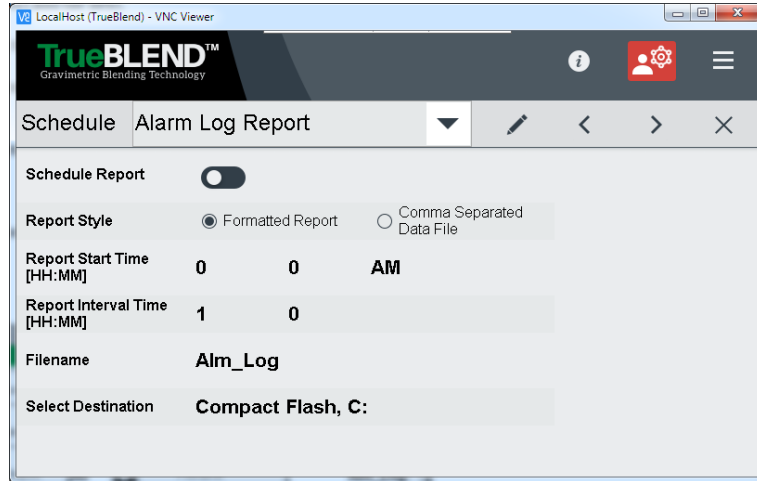 LocalHost (TrueBlend) - VNC Viewer
TrueBLEND™
Gravimetric Blending Technology
Schedule Alarm Log Report
Schedule Report
Report Style Formatted Report Comma Separated
Data File
Report Start Time
[HH:MM] 0 0 AM
Report Interval Time
[HH:MM] 1 0
Filename Alm_Log
Select Destination Compact Flash, C: